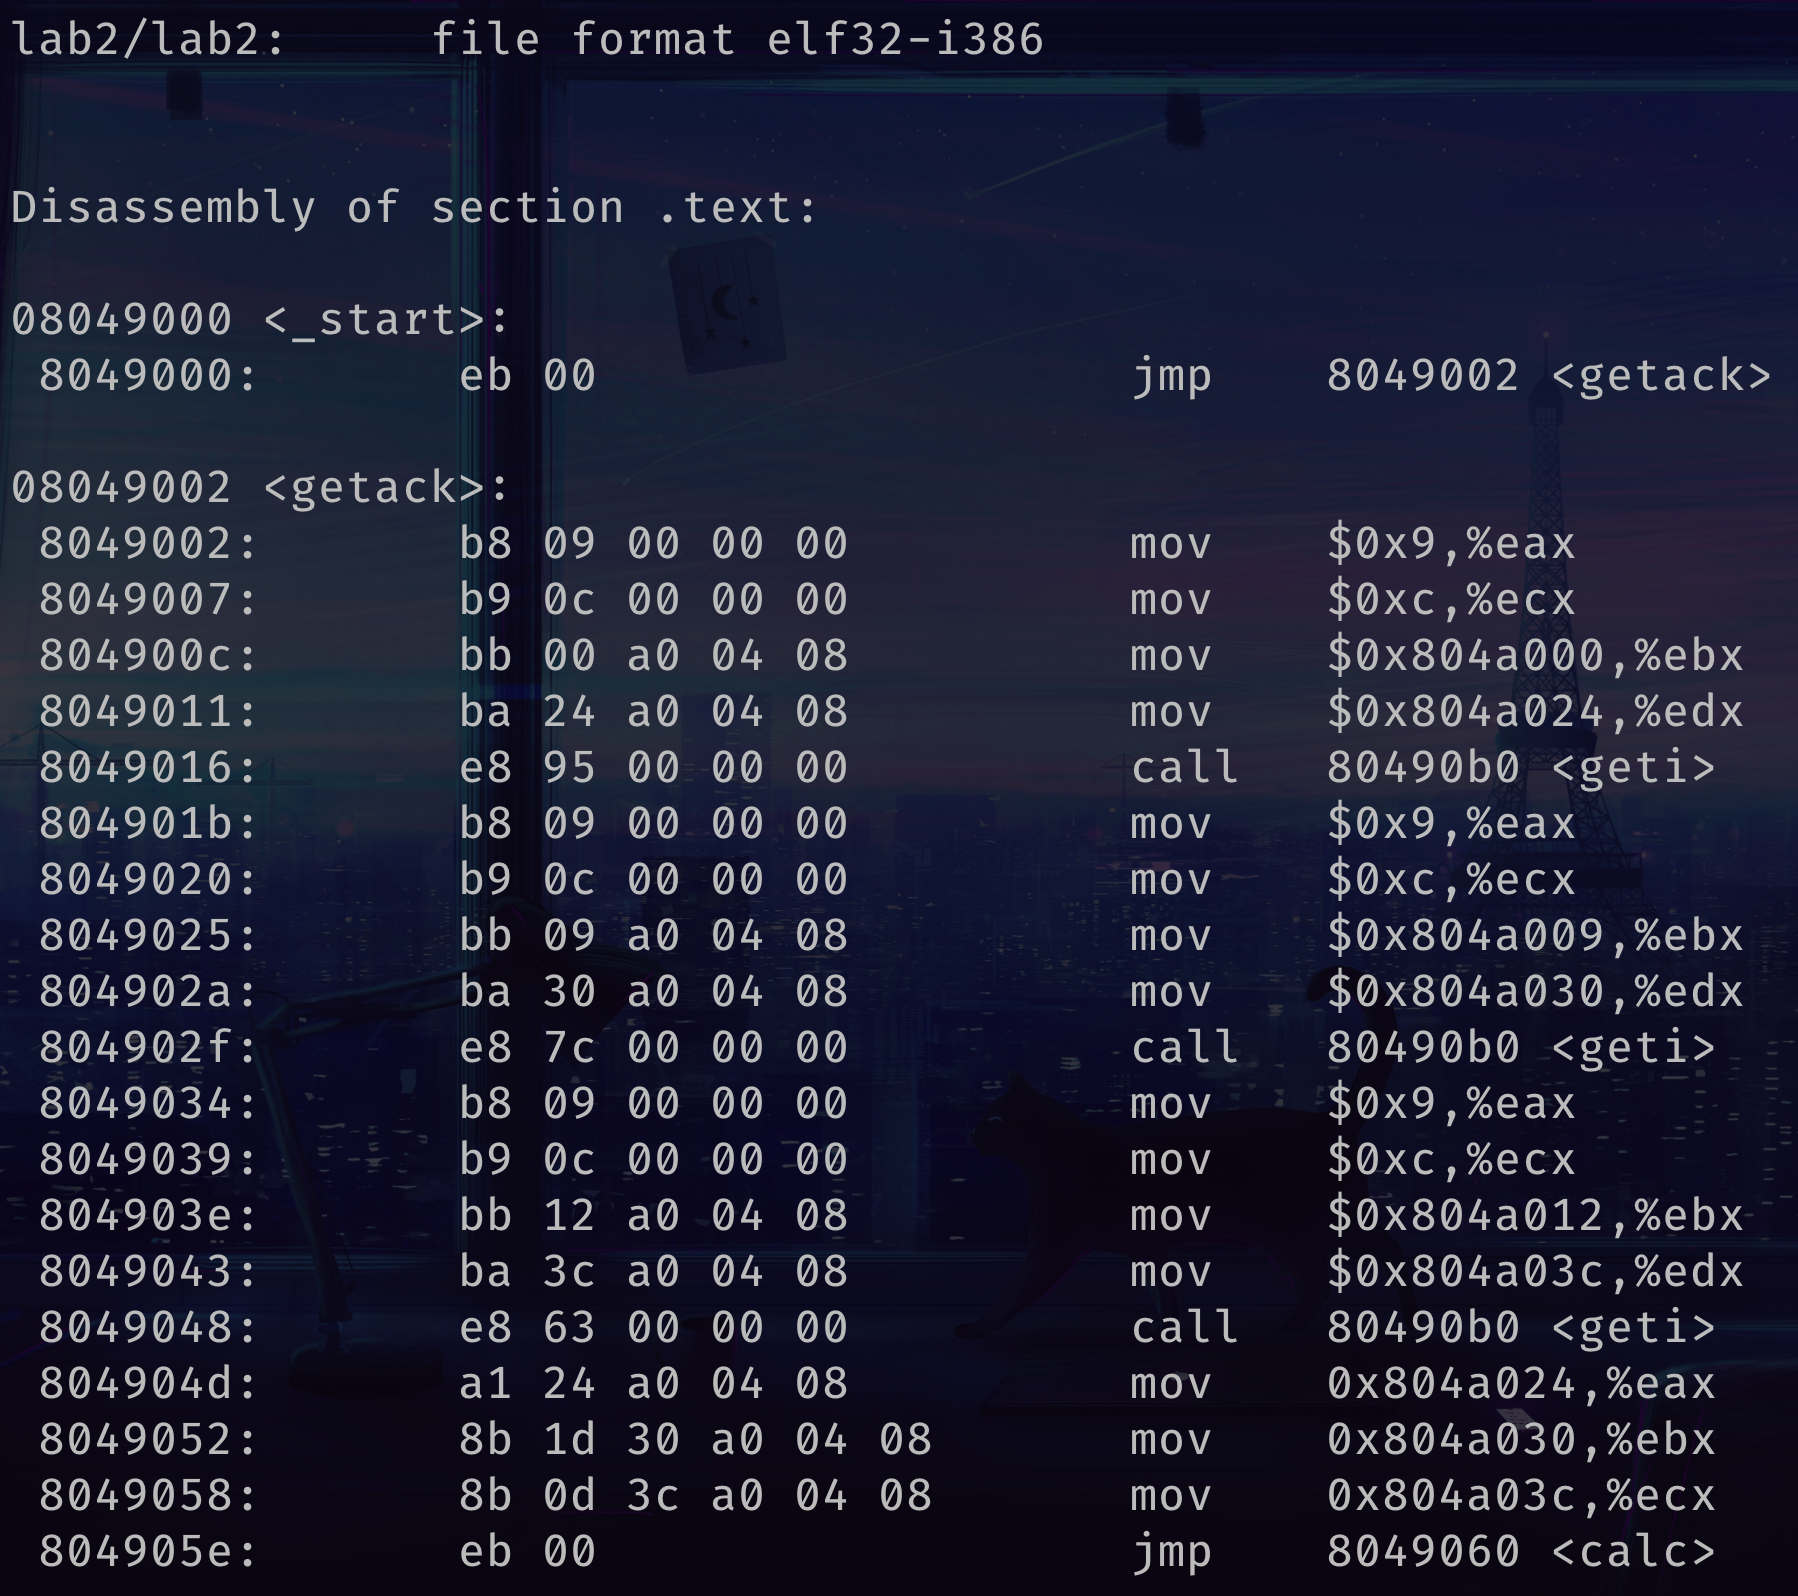 lab2/lab2:     file format elf32-i386
Disassembly of section .text:
08049000 <_start>:
 8049000:       eb 00                   jmp    8049002 <getack>
08049002 <getack>:
 8049002:       b8 09 00 00 00          mov    $0x9,%eax
 8049007:       b9 0c 00 00 00          mov    $0xc,%ecx
 804900c:       bb 00 a0 04 08          mov    $0x804a000,%ebx
 8049011:       ba 24 a0 04 08          mov    $0x804a024,%edx
 8049016:       e8 95 00 00 00          call   80490b0 <geti>
 804901b:       b8 09 00 00 00          mov    $0x9,%eax
 8049020:       b9 0c 00 00 00          mov    $0xc,%ecx
 8049025:       bb 09 a0 04 08          mov    $0x804a009,%ebx
 804902a:       ba 30 a0 04 08          mov    $0x804a030,%edx
 804902f:       e8 7c 00 00 00          call   80490b0 <geti>
 8049034:       b8 09 00 00 00          mov    $0x9,%eax
 8049039:       b9 0c 00 00 00          mov    $0xc,%ecx
 804903e:       bb 12 a0 04 08          mov    $0x804a012,%ebx
 8049043:       ba 3c a0 04 08          mov    $0x804a03c,%edx
 8049048:       e8 63 00 00 00          call   80490b0 <geti>
 804904d:       a1 24 a0 04 08          mov    0x804a024,%eax
 8049052:       8b 1d 30 a0 04 08       mov    0x804a030,%ebx
 8049058:       8b 0d 3c a0 04 08       mov    0x804a03c,%ecx
 804905e:       eb 00                   jmp    8049060 <calc>